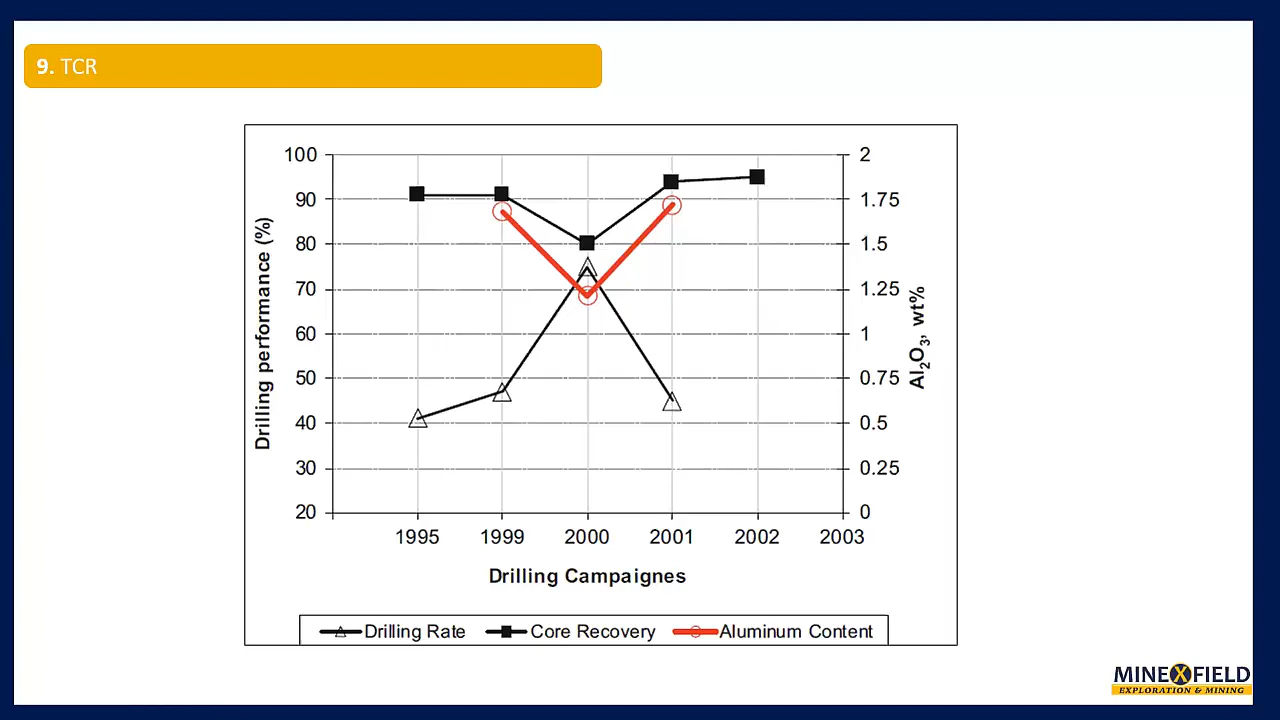 9. TCR
100
90
80
70
60
50
40
30
20
2
1.75
1.5
1.25
1
0.75
0.5
0.25
0
Drilling performance (%)
Al2O3, wt%
1995 1999 2000 2001 2002 2003
Drilling Campaignes
Drilling Rate Core Recovery Aluminum Content
MINEXFIELD
EXPLORATION & MINING